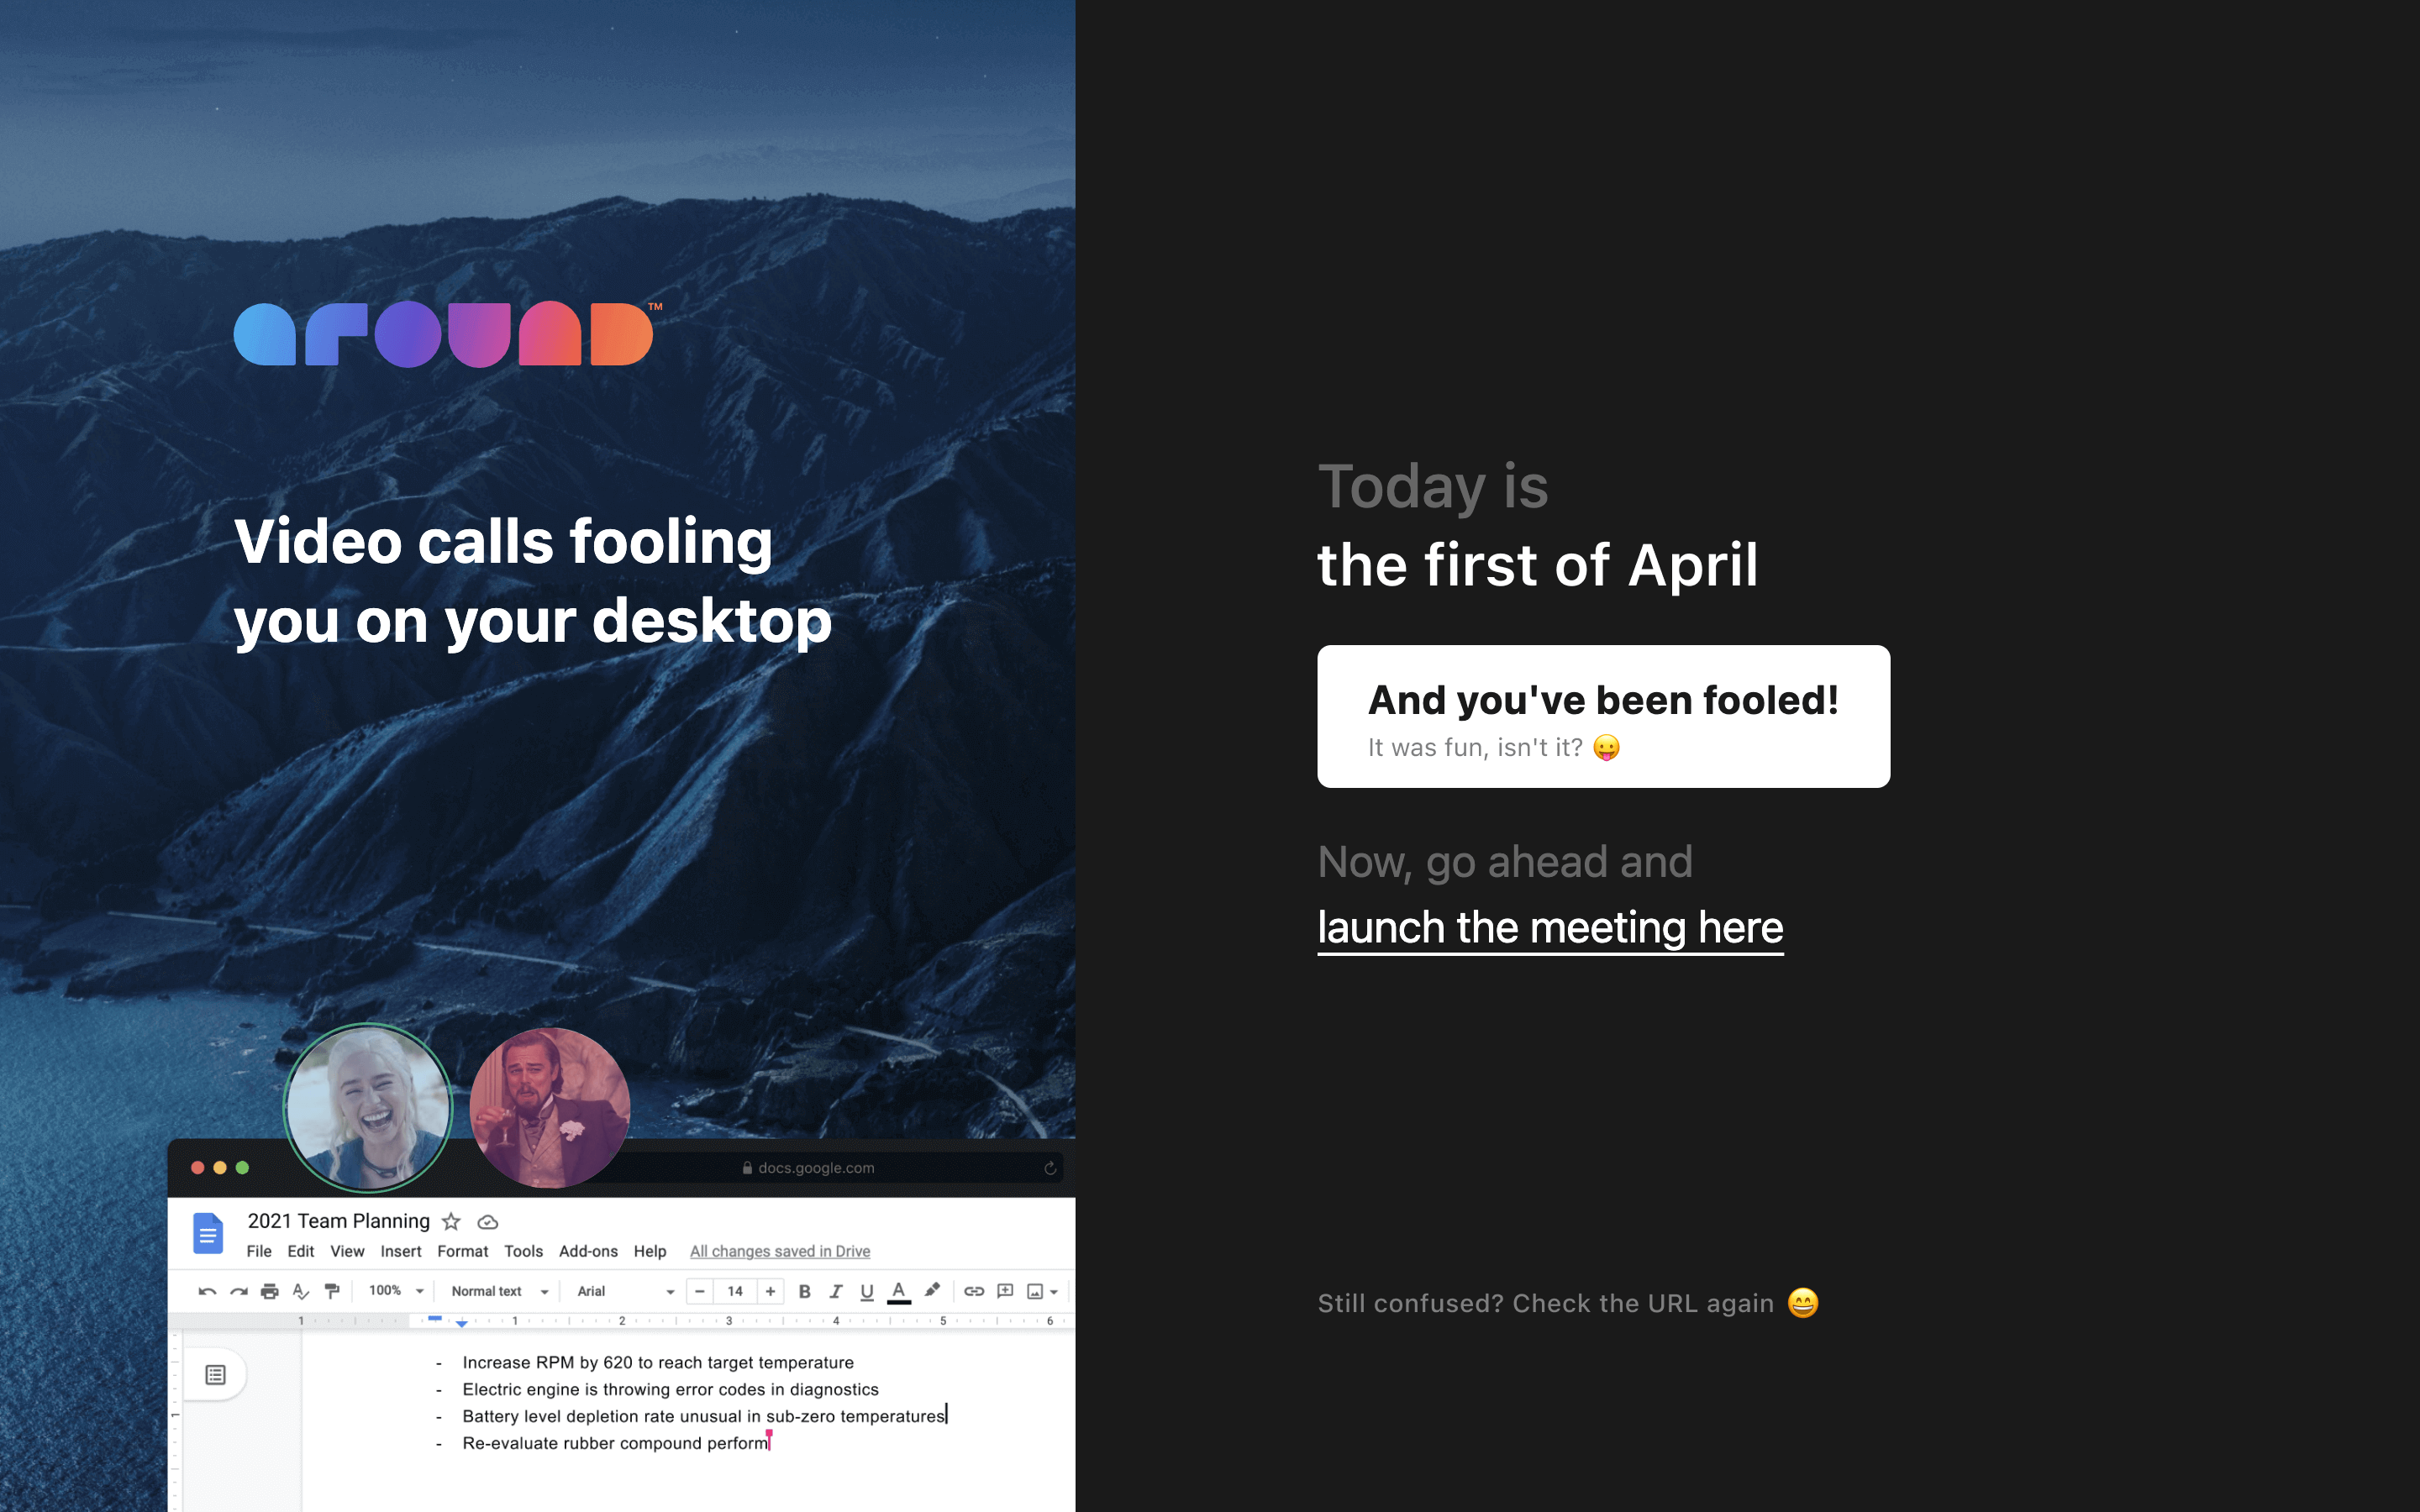 around™
Video calls fooling
you on your desktop
docs.google.com
2021 Team Planning
File Edit View Insert Format Tools Add-ons Help All changes saved in Drive
100% Normal text Arial − 14 + B I U A
1 1 2 3 4 5 6
1
- Increase RPM by 620 to reach target temperature
- Electric engine is throwing error codes in diagnostics
- Battery level depletion rate unusual in sub-zero temperatures
- Re-evaluate rubber compound perform
Today is
the first of April
And you've been fooled!
It was fun, isn't it? 😛
Now, go ahead and
launch the meeting here
Still confused? Check the URL again 😄